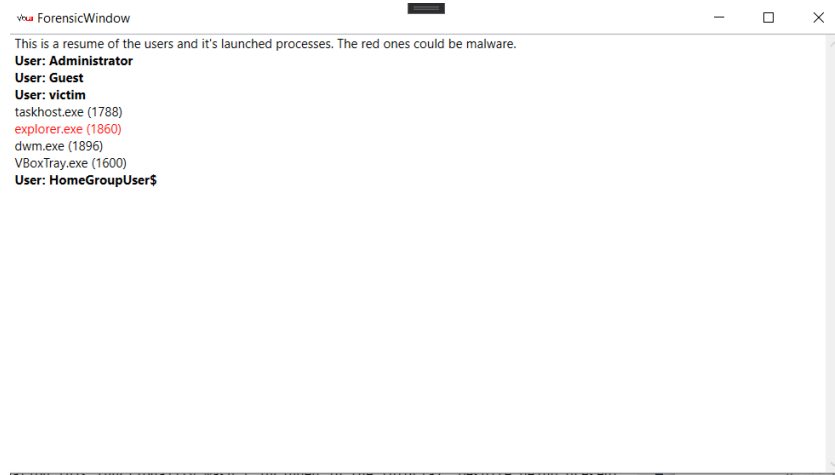 ForensicWindow
This is a resume of the users and it's launched processes. The red ones could be malware.
User: Administrator
User: Guest
User: victim
taskhost.exe (1788)
explorer.exe (1860)
dwm.exe (1896)
VBoxTray.exe (1600)
User: HomeGroupUser$